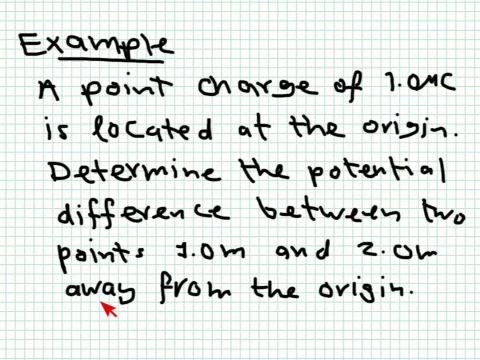 Example
A point charge of 1.0μC
is located at the origin.
Determine the potential
difference between two
points 1.0m and 2.0m
away from the origin.